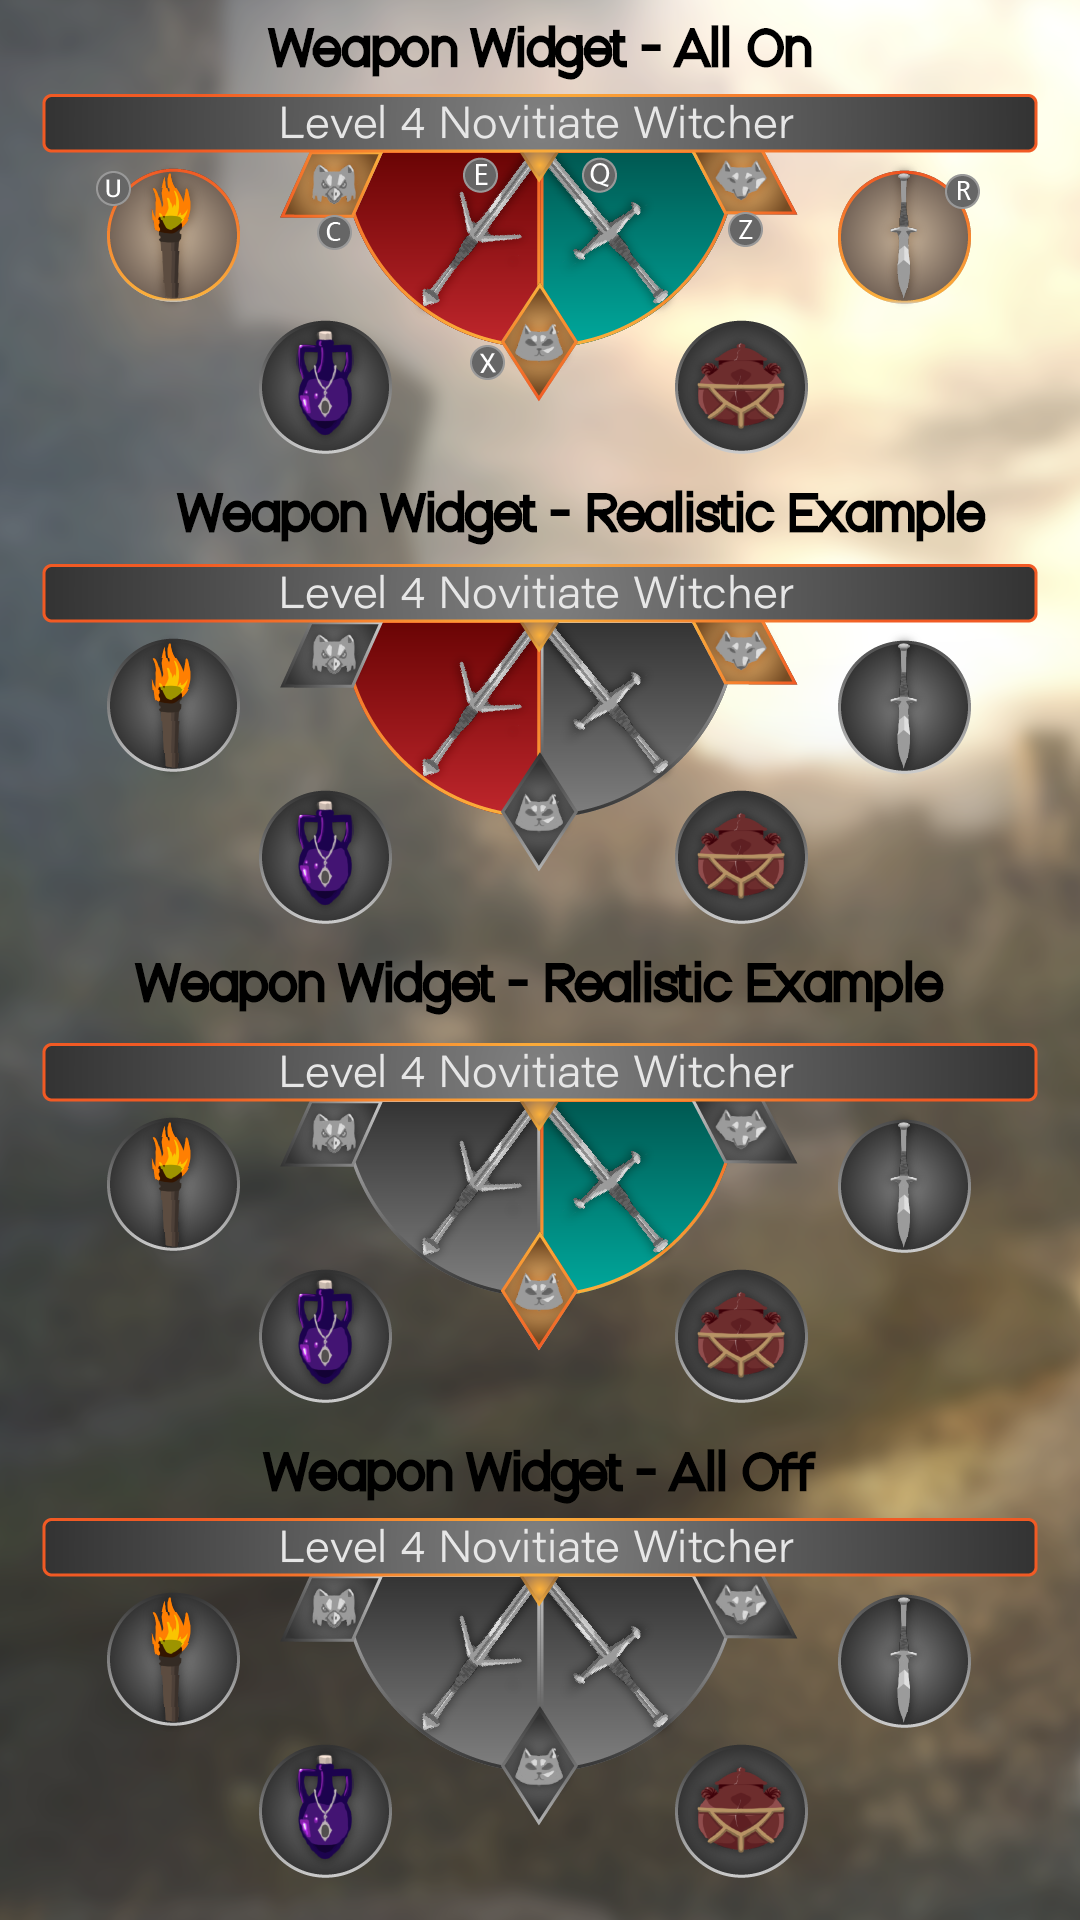 Weapon Widget - All On
Level 4 Novitiate Witcher
E
Q
U
R
C
Z
X
Weapon Widget - Realistic Example
Level 4 Novitiate Witcher
Weapon Widget - Realistic Example
Level 4 Novitiate Witcher
Weapon Widget - All Off
Level 4 Novitiate Witcher